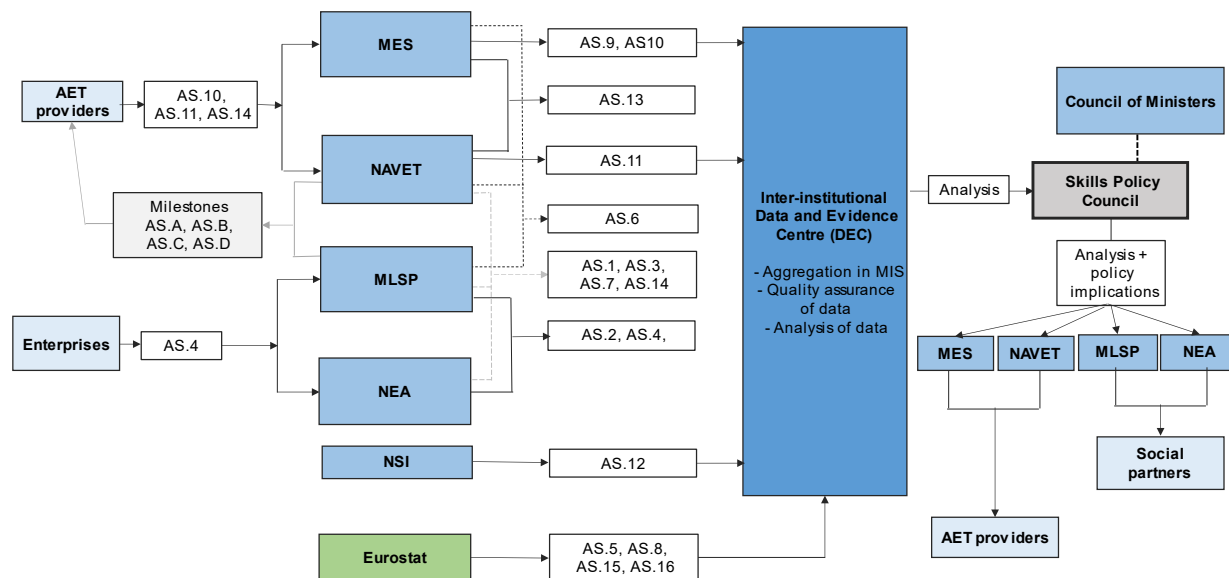 MES
AS.9, AS10
AET
providers
AS.10,
AS.11, AS.14
AS.13
Council of Ministers
NAVET
AS.11
Milestones
AS.A, AS.B,
AS.C, AS.D
AS.6
Inter-institutional
Data and Evidence
Centre (DEC)
- Aggregation in MIS
- Quality assurance
of data
- Analysis of data
Analysis
Skills Policy
Council
MLSP
AS.1, AS.3,
AS.7, AS.14
Analysis +
policy
implications
Enterprises
AS.4
AS.2, AS.4,
MES
NAVET
MLSP
NEA
NEA
NSI
AS.12
Social
partners
AET providers
Eurostat
AS.5, AS.8,
AS.15, AS.16